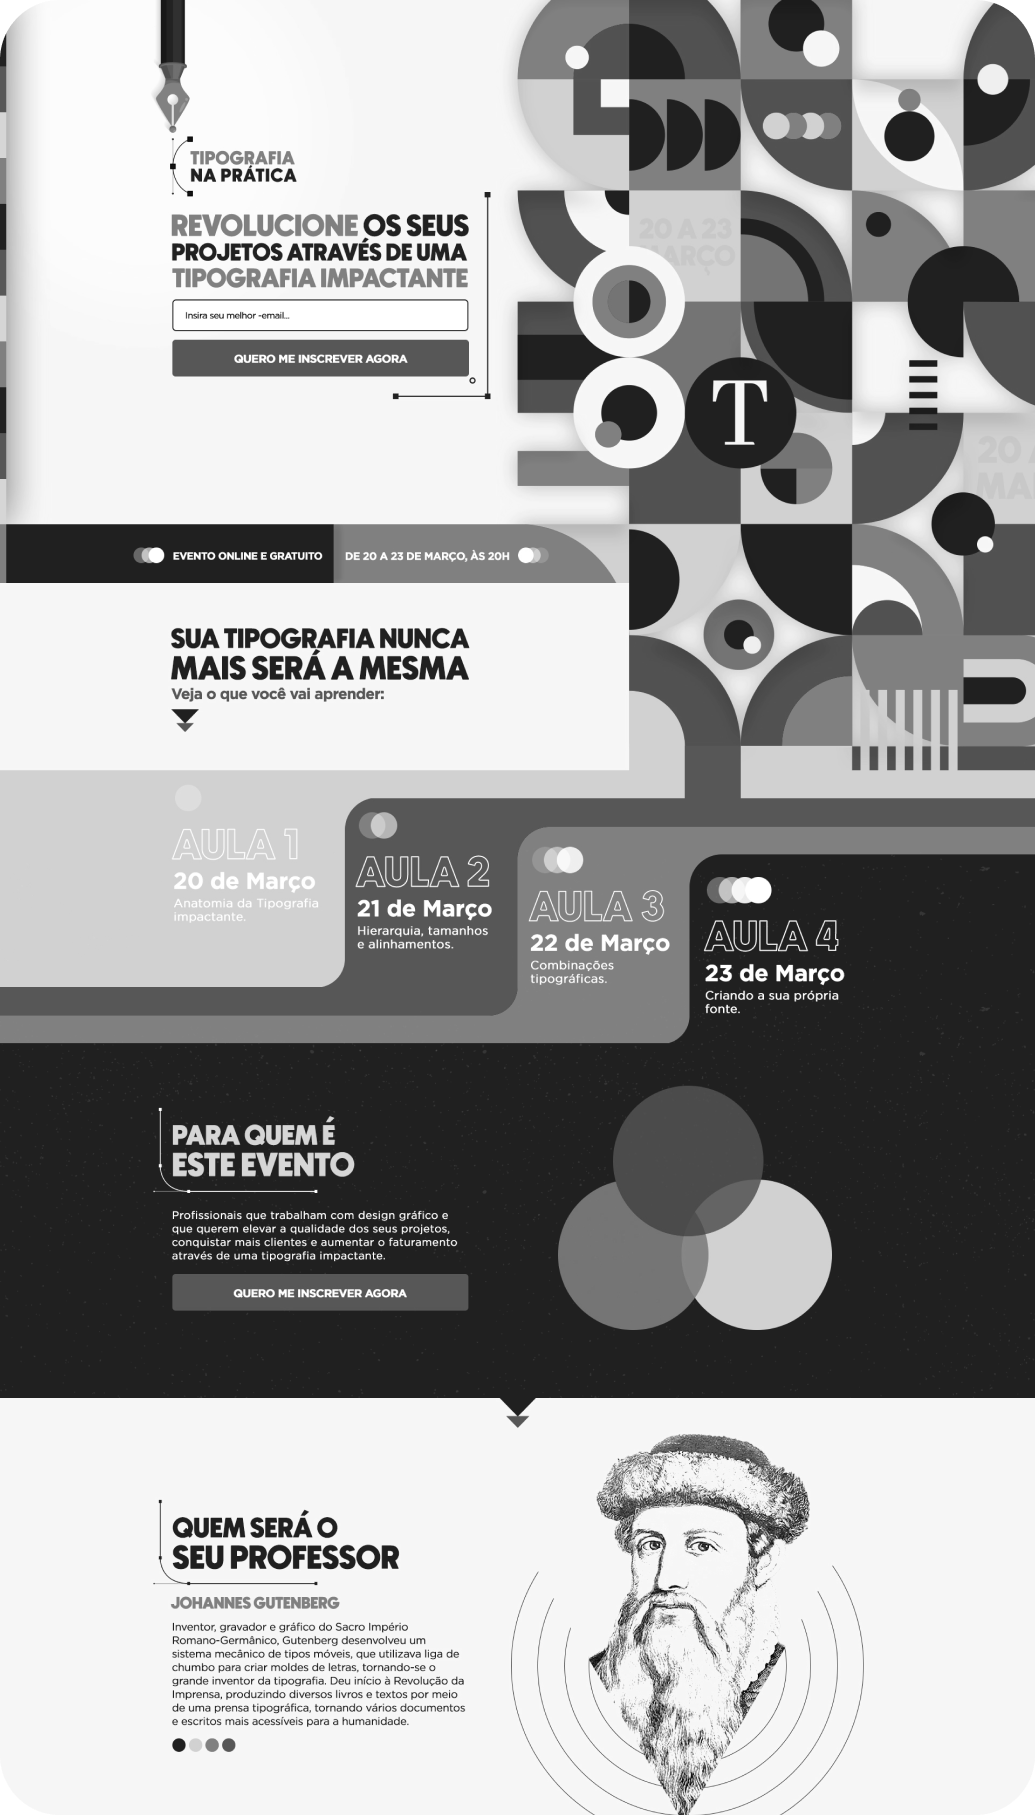 TIPOGRAFIA
NA PRÁTICA
REVOLUCIONE OS SEUS
PROJETOS ATRAVÉS DE UMA
TIPOGRAFIA IMPACTANTE
Insira seu melhor -email...
QUERO ME INSCREVER AGORA
20 A 23
MARÇO
T
20 A
MAR
EVENTO ONLINE E GRATUITO
DE 20 A 23 DE MARÇO, ÀS 20H
SUA TIPOGRAFIA NUNCA
MAIS SERÁ A MESMA
Veja o que você vai aprender:
AULA 1
20 de Março
Anatomia da Tipografia
impactante.
AULA 2
21 de Março
Hierarquia, tamanhos
e alinhamentos.
AULA 3
22 de Março
Combinações
tipográficas.
AULA 4
23 de Março
Criando a sua própria
fonte.
PARA QUEM É
ESTE EVENTO
Profissionais que trabalham com design gráfico e
que querem elevar a qualidade dos seus projetos,
conquistar mais clientes e aumentar o faturamento
através de uma tipografia impactante.
QUERO ME INSCREVER AGORA
QUEM SERÁ O
SEU PROFESSOR
JOHANNES GUTENBERG
Inventor, gravador e gráfico do Sacro Império
Romano-Germânico, Gutenberg desenvolveu um
sistema mecânico de tipos móveis, que utilizava liga de
chumbo para criar moldes de letras, tornando-se o
grande inventor da tipografia. Deu início à Revolução da
Imprensa, produzindo diversos livros e textos por meio
de uma prensa tipográfica, tornando vários documentos
e escritos mais acessíveis para a humanidade.